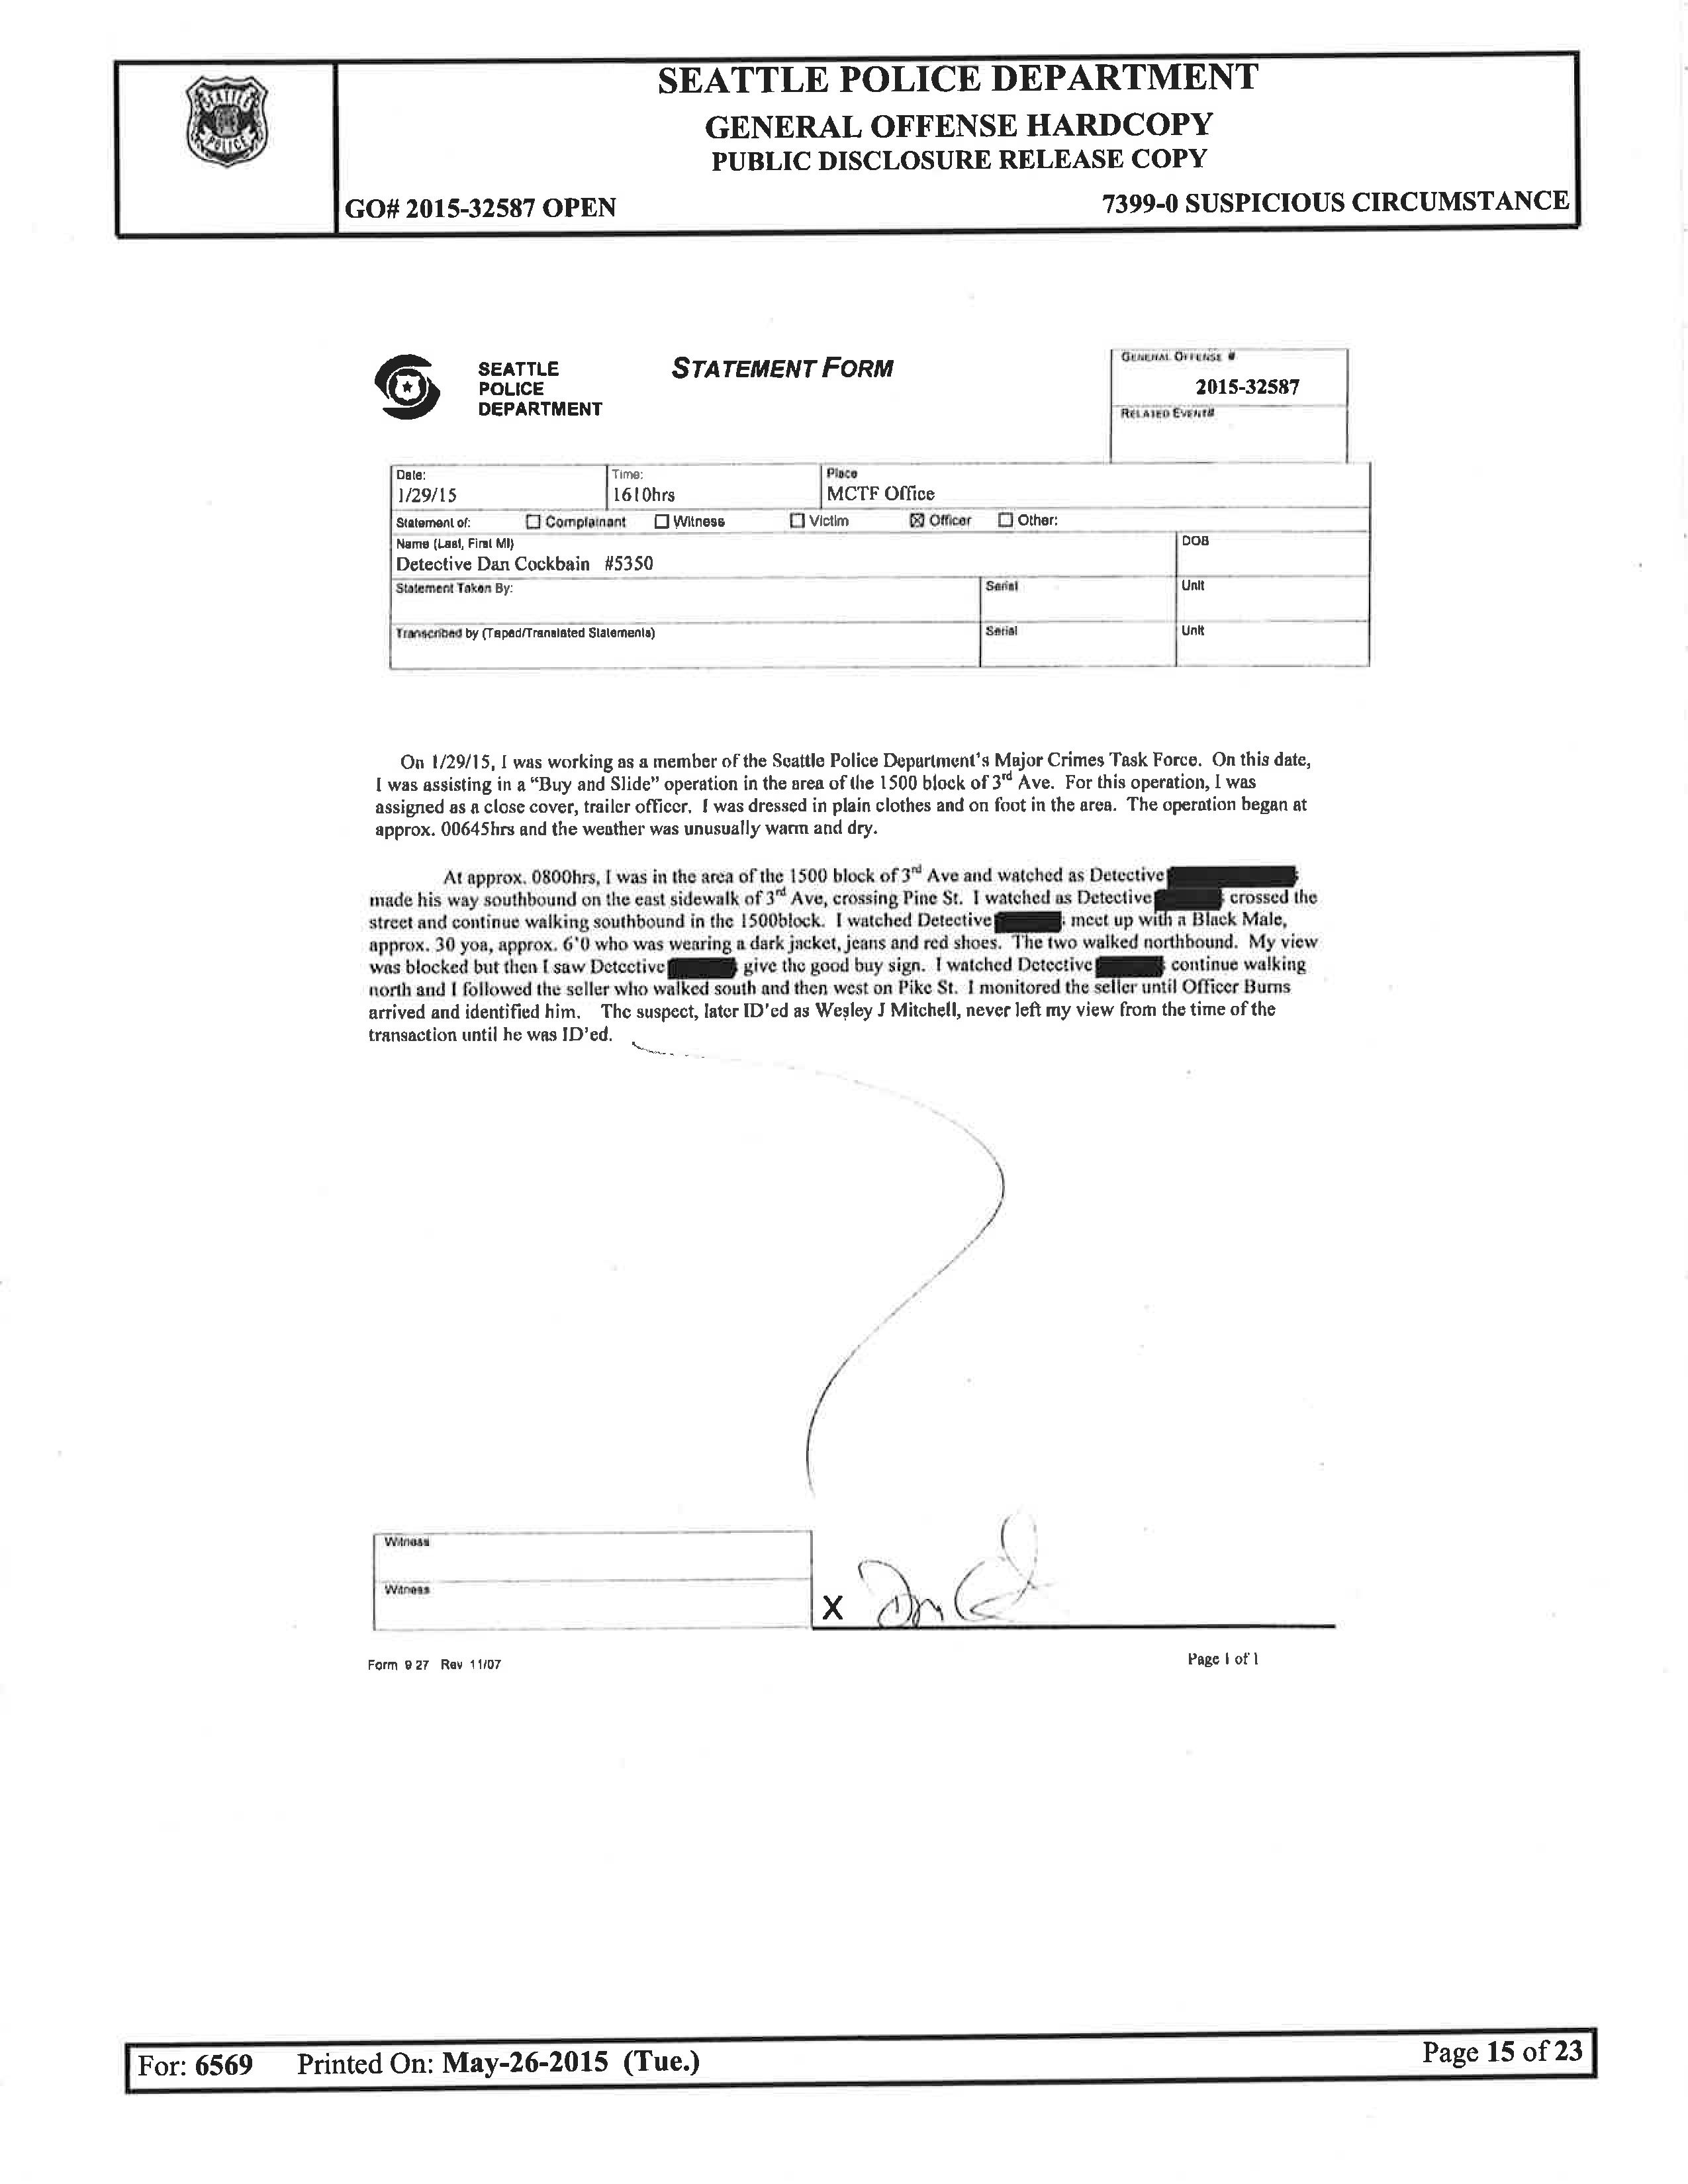 SEATTLE
POLICE
SEATTLE POLICE DEPARTMENT
GENERAL OFFENSE HARDCOPY
PUBLIC DISCLOSURE RELEASE COPY
GO# 2015-32587 OPEN 7399-0 SUSPICIOUS CIRCUMSTANCE
SEATTLE
POLICE
DEPARTMENT
STATEMENT FORM
GENERAL OFFENSE #
2015-32587
RELATED EVENT#
Date: Time: Place
1/29/15 1610hrs MCTF Office
Statement of: ☐ Complainant ☐ Witness ☐ Victim ☒ Officer ☐ Other:
Name (Last, First MI) DOB
Detective Dan Cockbain #5350
Statement Taken By: Serial Unit
Transcribed by (Taped/Translated Statements) Serial Unit
On 1/29/15, I was working as a member of the Seattle Police Department's Major Crimes Task Force. On this date,
I was assisting in a “Buy and Slide” operation in the area of the 1500 block of 3rd Ave. For this operation, I was
assigned as a close cover, trailer officer. I was dressed in plain clothes and on foot in the area. The operation began at
approx. 00645hrs and the weather was unusually warm and dry.
At approx. 0800hrs, I was in the area of the 1500 block of 3rd Ave and watched as Detective
made his way southbound on the east sidewalk of 3rd Ave, crossing Pine St. I watched as Detective crossed the
street and continue walking southbound in the 1500block. I watched Detective meet up with a Black Male,
approx. 30 yoa, approx. 6'0 who was wearing a dark jacket, jeans and red shoes. The two walked northbound. My view
was blocked but then I saw Detective give the good buy sign. I watched Detective continue walking
north and I followed the seller who walked south and then west on Pike St. I monitored the seller until Officer Burns
arrived and identified him. The suspect, later ID'ed as Wesley J Mitchell, never left my view from the time of the
transaction until he was ID'ed.
Witness
Witness
X
Form 9 27 Rev 11/07 Page 1 of 1
For: 6569 Printed On: May-26-2015 (Tue.) Page 15 of 23